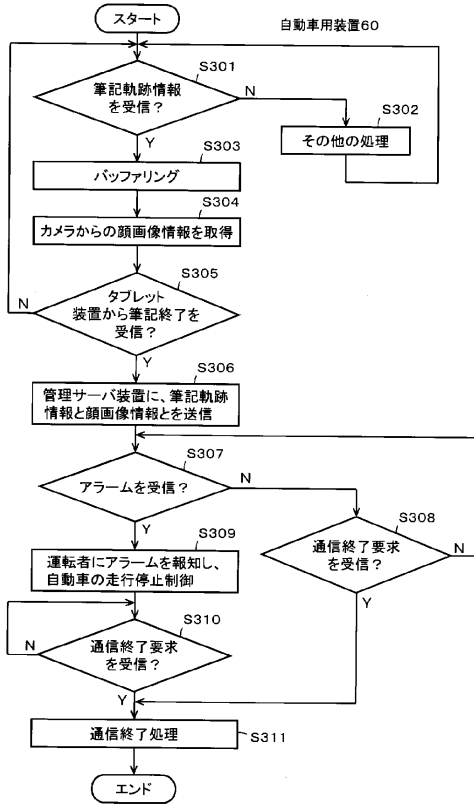 スタート
自動車用装置60
S301
筆記軌跡情報
を受信？
N
Y
S302
その他の処理
S303
バッファリング
S304
カメラからの顔画像情報を取得
S305
タブレット
装置から筆記終了を
受信？
N
Y
S306
管理サーバ装置に、筆記軌跡
情報と顔画像情報とを送信
S307
アラームを受信？
N
Y
S308
通信終了要求
を受信？
N
Y
S309
運転者にアラームを報知し、
自動車の走行停止制御
S310
通信終了要求
を受信？
N
Y
通信終了処理
S311
エンド